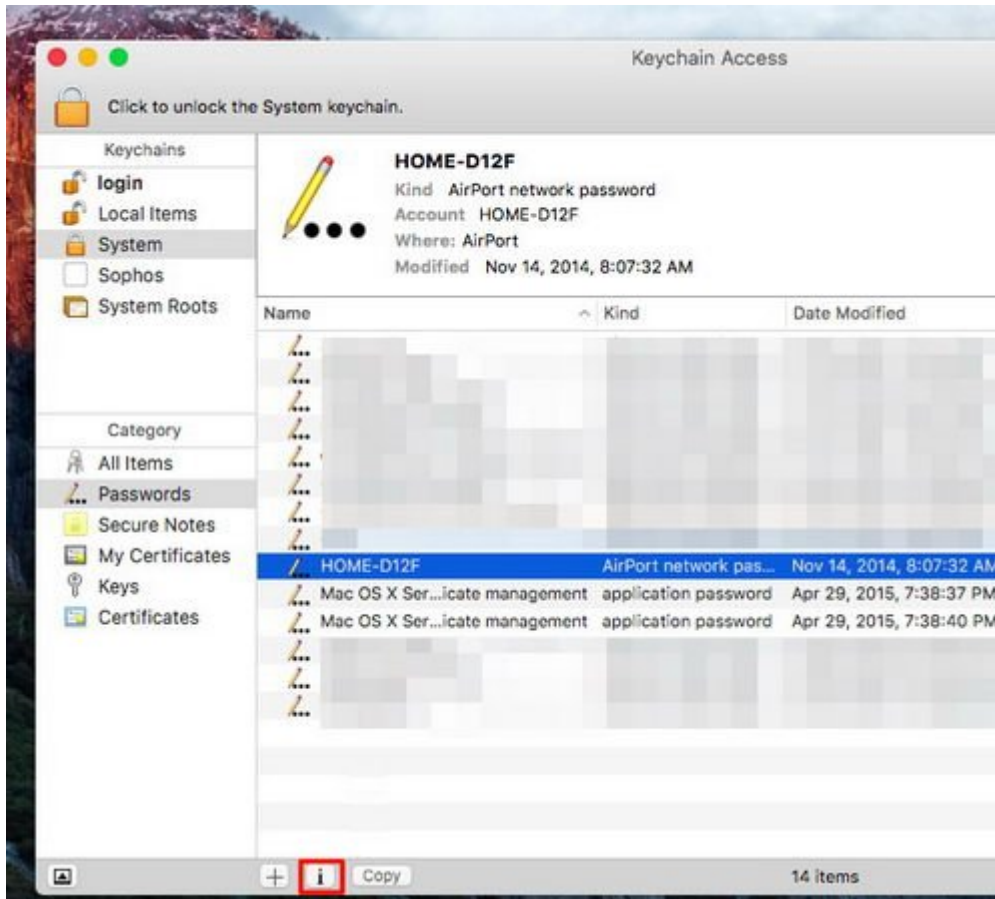 Keychain Access
Click to unlock the System keychain.
Keychains
login
Local Items
System
Sophos
System Roots
Category
All Items
Passwords
Secure Notes
My Certificates
Keys
Certificates
HOME-D12F
Kind AirPort network password
Account HOME-D12F
Where: AirPort
Modified Nov 14, 2014, 8:07:32 AM
Name Kind Date Modified
HOME-D12F AirPort network pas... Nov 14, 2014, 8:07:32 AM
Mac OS X Ser...icate management application password Apr 29, 2015, 7:38:37 PM
Mac OS X Ser...icate management application password Apr 29, 2015, 7:38:40 PM
+ i Copy 14 items